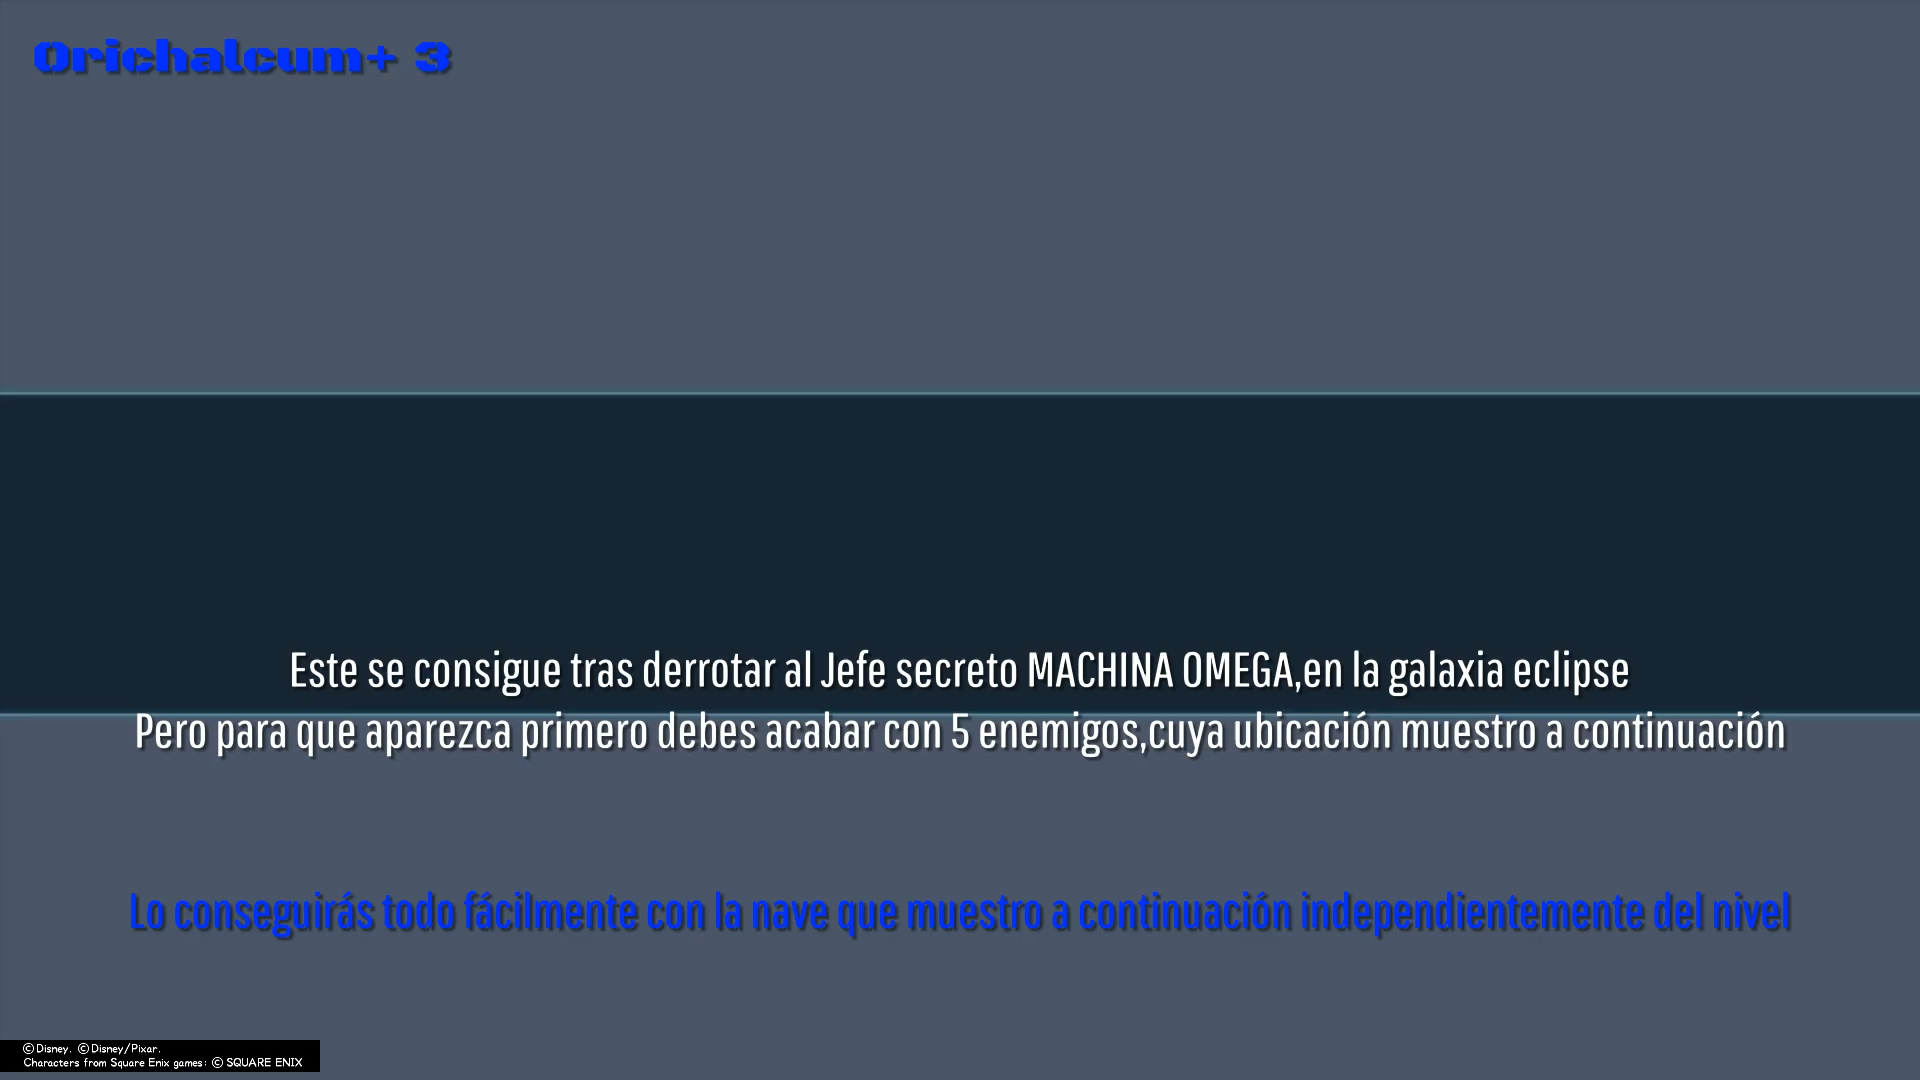 Orichalcum+ 3
Este se consigue tras derrotar al Jefe secreto MACHINA OMEGA,en la galaxia eclipse
Pero para que aparezca primero debes acabar con 5 enemigos,cuya ubicación muestro a continuación
Lo conseguirás todo fácilmente con la nave que muestro a continuación independientemente del nivel
©Disney. ©Disney/Pixar.
Characters from Square Enix games: © SQUARE ENIX